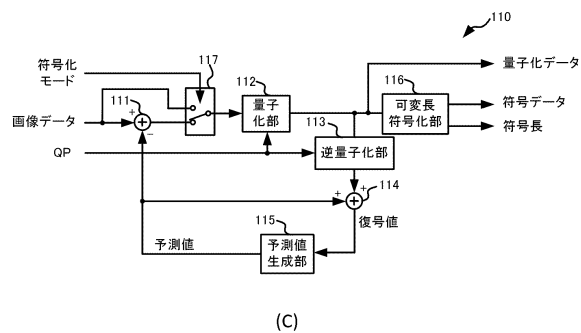 110
符号化
モード
117
112
量子化データ
111
+
量子
化部
116
可変長
符号化部
符号データ
画像データ
113
符号長
−
QP
逆量子化部
+
+
114
115
復号値
予測値
予測値
生成部
(C)